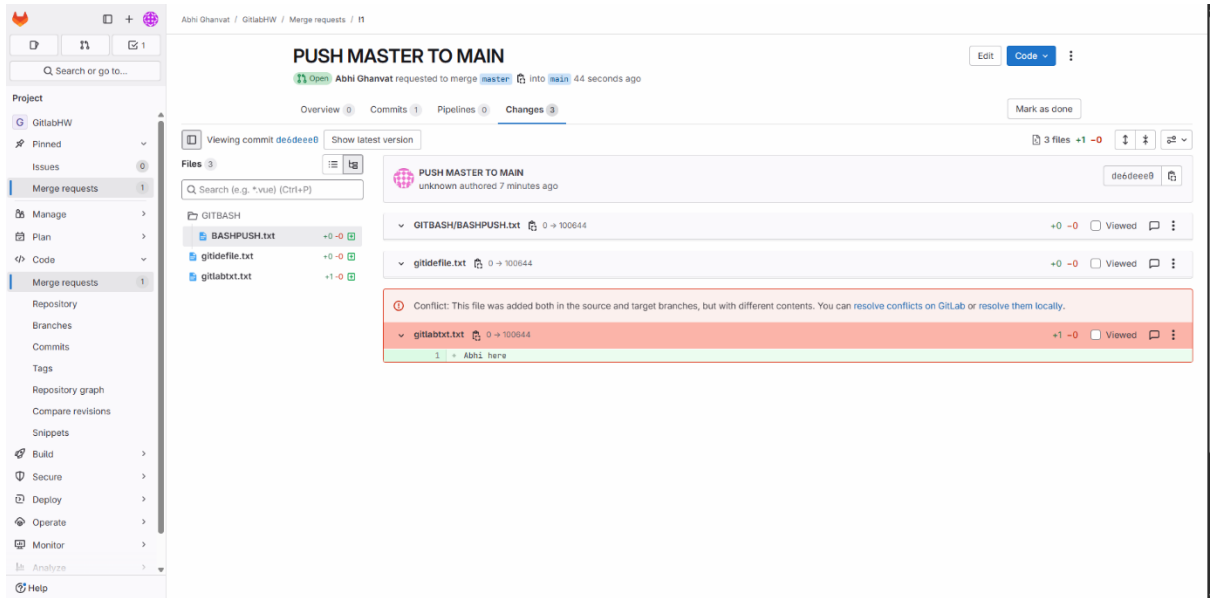 Abhi Ghanvat / GitlabHW / Merge requests / !1
1
Search or go to...
Project
G GitlabHW
Pinned
Issues 0
Merge requests 1
Manage
Plan
Code
Merge requests 1
Repository
Branches
Commits
Tags
Repository graph
Compare revisions
Snippets
Build
Secure
Deploy
Operate
Monitor
Analyze
Help
PUSH MASTER TO MAIN
Edit
Code
Open Abhi Ghanvat requested to merge master into main 44 seconds ago
Overview 0 Commits 1 Pipelines 0 Changes 3
Mark as done
Viewing commit de6deee0 Show latest version
3 files +1 -0
Files 3
Search (e.g. *.vue) (Ctrl+P)
GITBASH
BASHPUSH.txt +0 -0
gitidefile.txt +0 -0
gitlabtxt.txt +1 -0
PUSH MASTER TO MAIN
unknown authored 7 minutes ago
de6deee0
GITBASH/BASHPUSH.txt 0 → 100644 +0 -0 Viewed
gitidefile.txt 0 → 100644 +0 -0 Viewed
Conflict: This file was added both in the source and target branches, but with different contents. You can resolve conflicts on GitLab or resolve them locally.
gitlabtxt.txt 0 → 100644 +1 -0 Viewed
1 + Abhi here